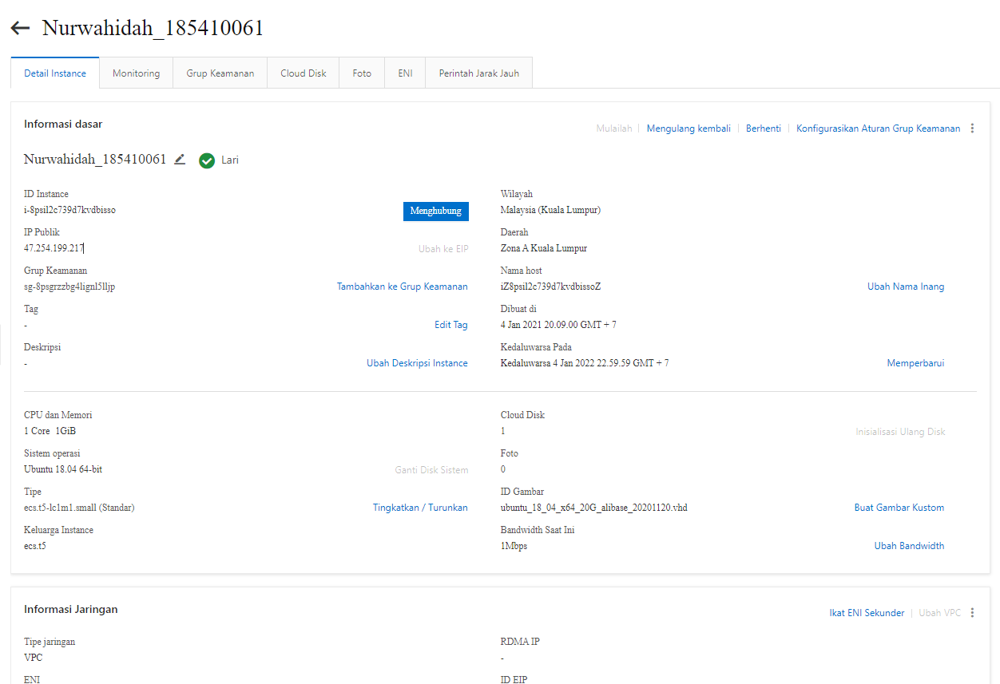 Nurwahidah_185410061
Detail Instance Monitoring Grup Keamanan Cloud Disk Foto ENI Perintah Jarak Jauh
Informasi dasar
Mulailah Mengulang kembali Berhenti Konfigurasikan Aturan Grup Keamanan
Nurwahidah_185410061 Lari
ID Instance
i-8psil2c739d7kvdbisso
Menghubung
Wilayah
Malaysia (Kuala Lumpur)
IP Publik
47.254.199.217
Ubah ke EIP
Daerah
Zona A Kuala Lumpur
Grup Keamanan
sg-8psgrzzbg4lignl5lljp
Tambahkan ke Grup Keamanan
Nama host
iZ8psil2c739d7kvdbissoZ
Ubah Nama Inang
Tag
-
Edit Tag
Dibuat di
4 Jan 2021 20.09.00 GMT + 7
Deskripsi
-
Ubah Deskripsi Instance
Kedaluwarsa Pada
Kedaluwarsa 4 Jan 2022 22.59.59 GMT + 7
Memperbarui
CPU dan Memori
1 Core 1GiB
Cloud Disk
1
Inisialisasi Ulang Disk
Sistem operasi
Ubuntu 18.04 64-bit
Ganti Disk Sistem
Foto
0
Tipe
ecs.t5-lc1m1.small (Standar)
Tingkatkan / Turunkan
ID Gambar
ubuntu_18_04_x64_20G_alibase_20201120.vhd
Buat Gambar Kustom
Keluarga Instance
ecs.t5
Bandwidth Saat Ini
1Mbps
Ubah Bandwidth
Informasi Jaringan
Ikat ENI Sekunder Ubah VPC
Tipe jaringan
VPC
RDMA IP
-
ENI
ID EIP